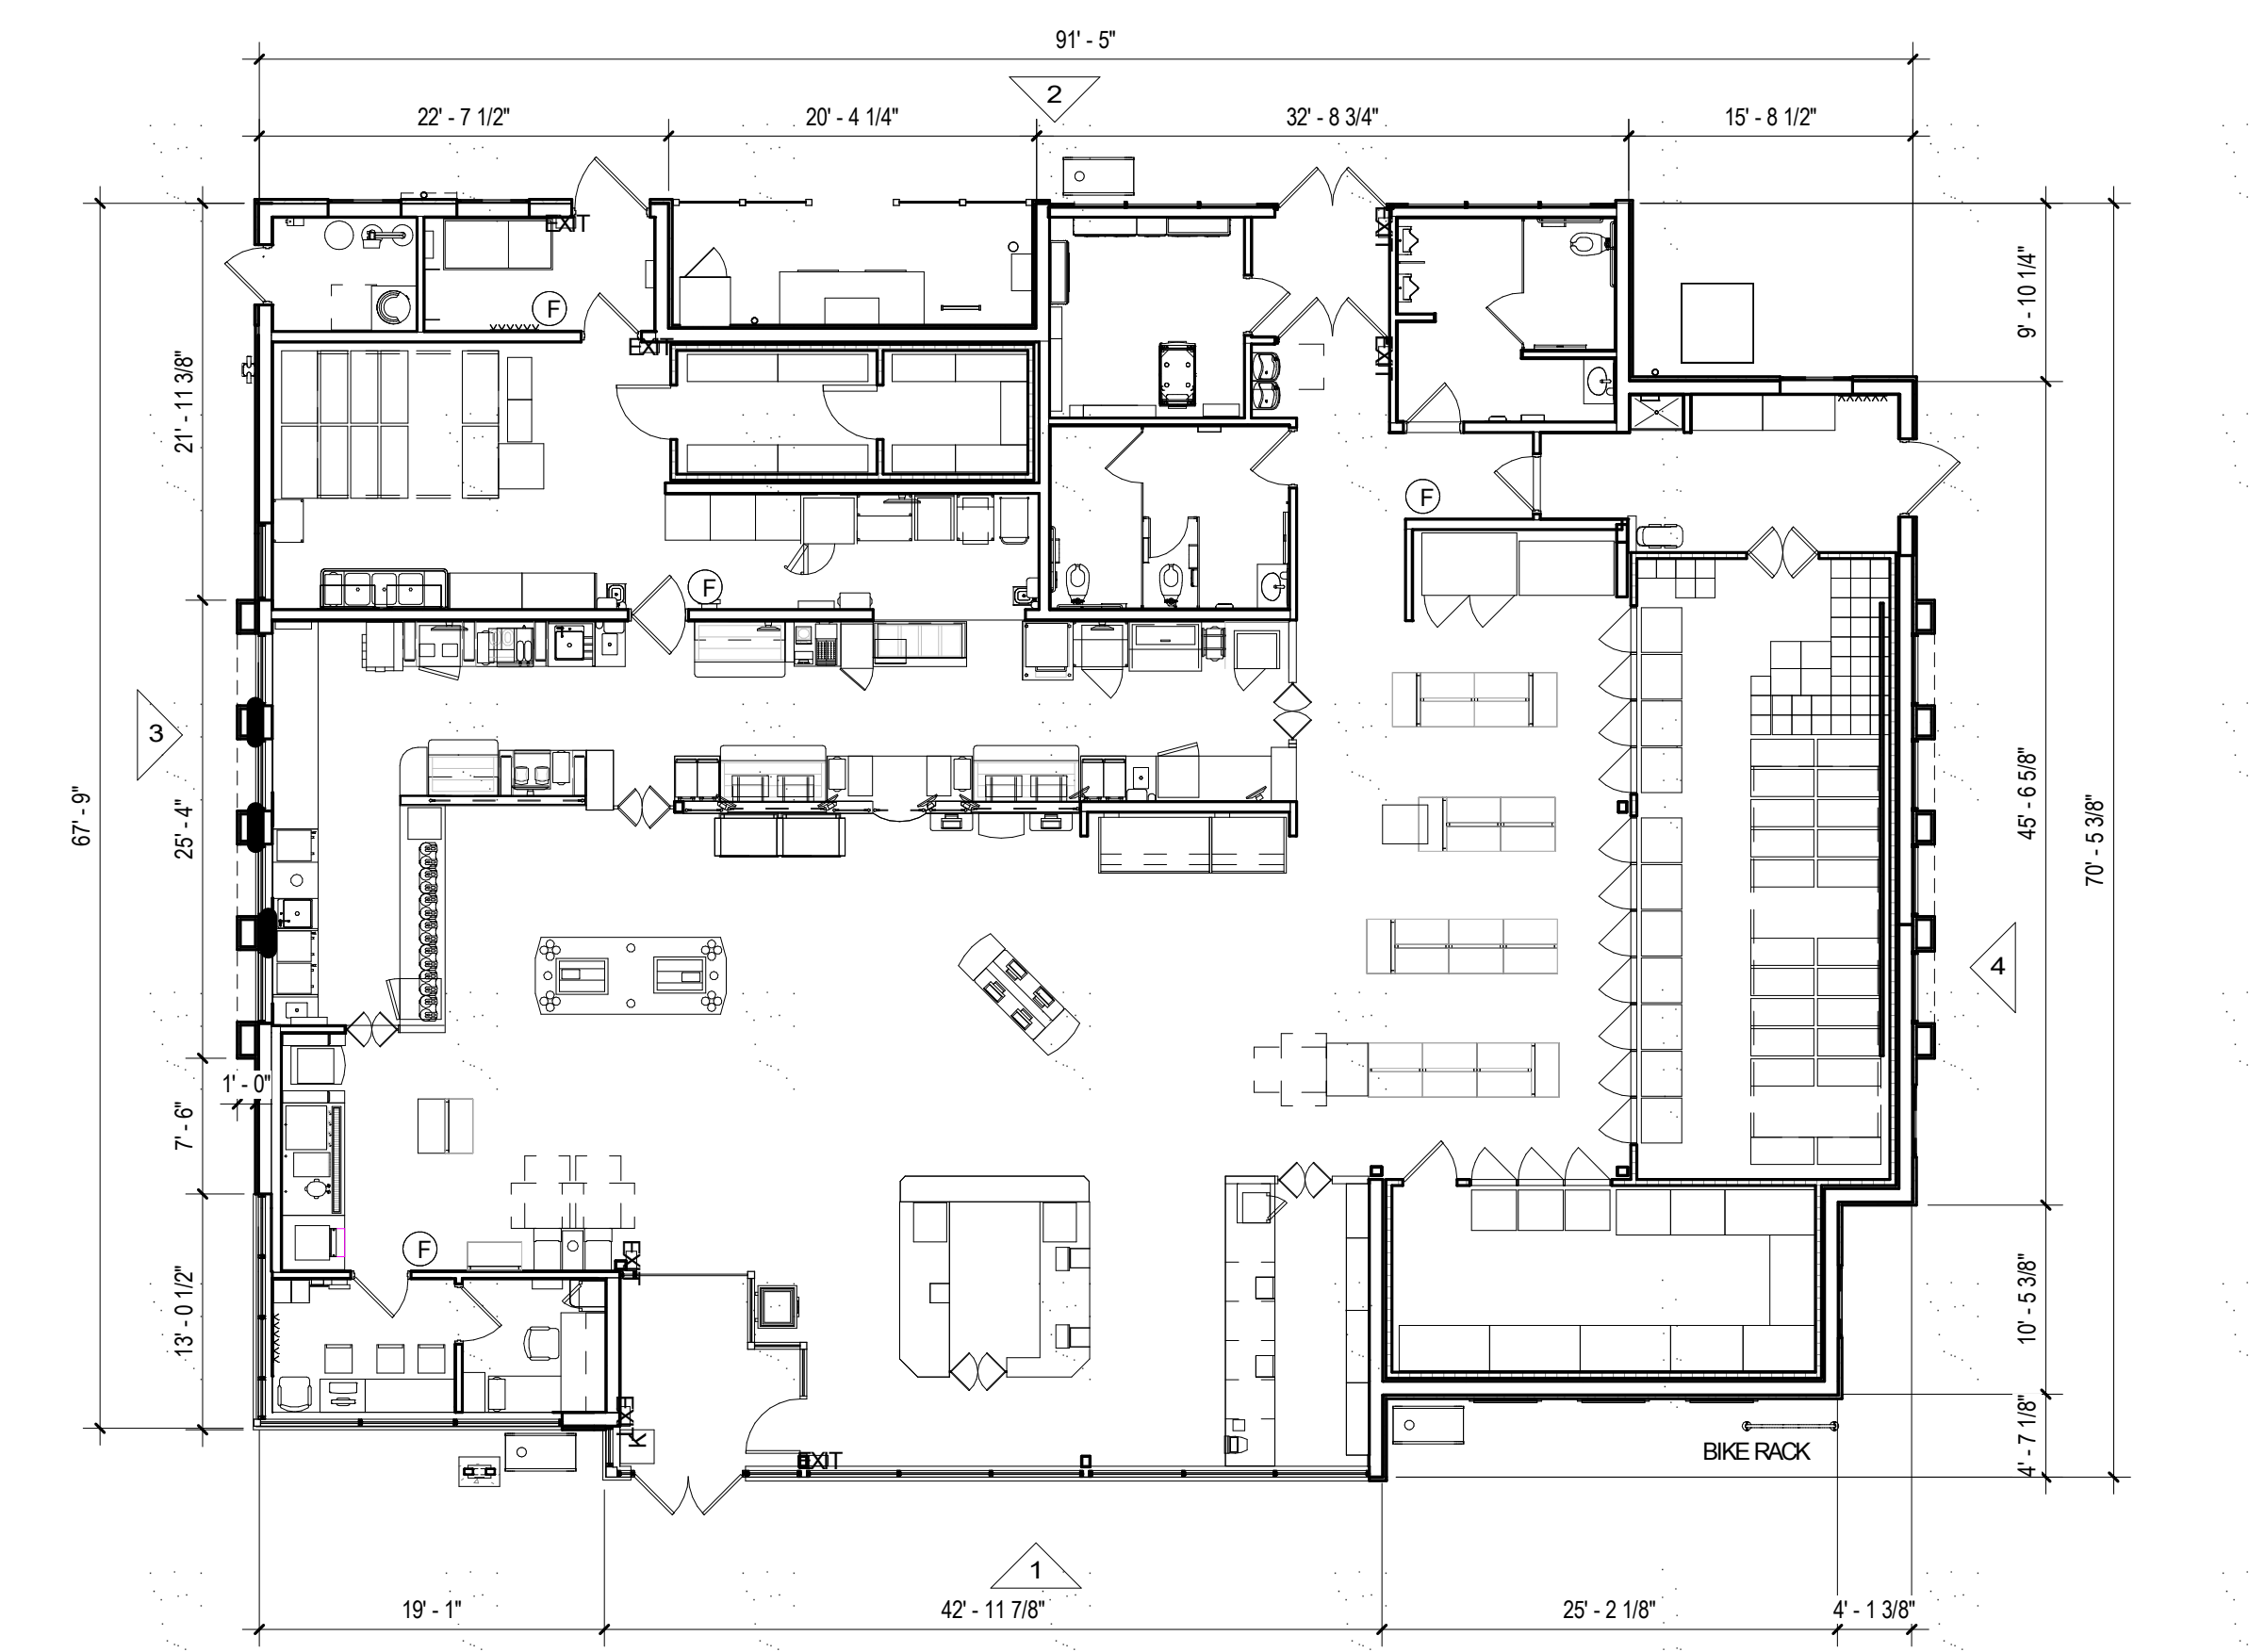 91' - 5"
2
22' - 7 1/2"
20' - 4 1/4"
32' - 8 3/4"
15' - 8 1/2"
EXIT
F
EXIT
EXIT
EXIT
9' - 10 1/4"
21' - 11 3/8"
F
F
3
67' - 9"
25' - 4"
45' - 6 5/8"
70' - 5 3/8"
4
1' - 0"
7' - 6"
F
EXIT
13' - 0 1/2"
10' - 5 3/8"
EXIT
K
EXIT
BIKE RACK
4' - 7 1/8"
1
19' - 1"
42' - 11 7/8"
25' - 2 1/8"
4' - 1 3/8"